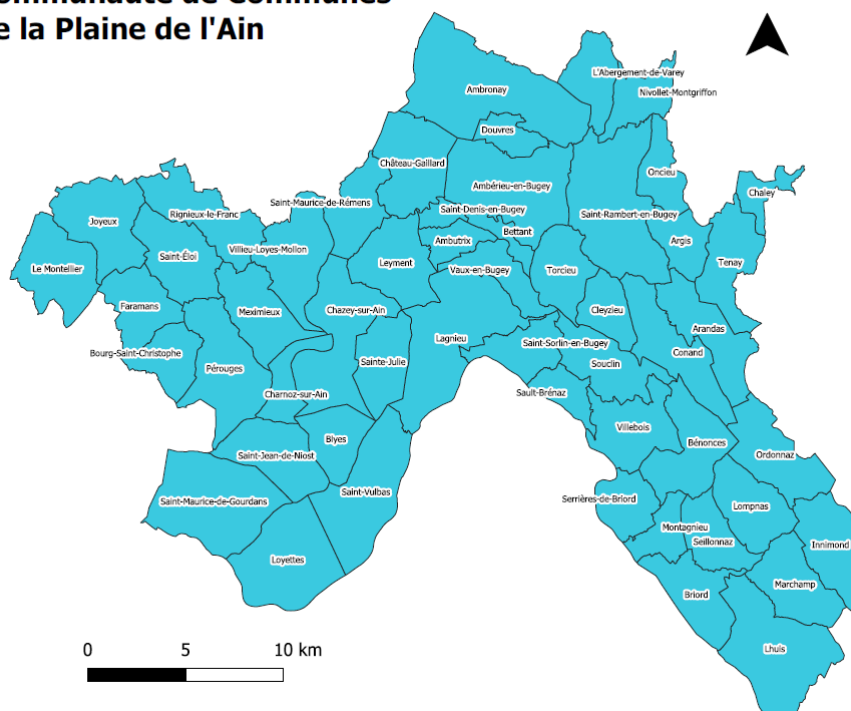 ommunauté de Communes
e la Plaine de l'Ain
L'Abergement-de-Varey
Ambronay
Nivollet-Montgriffon
Douvres
Château-Gaillard
Oncieu
Ambérieu-en-Bugey
Chaley
Saint-Maurice-de-Rémens
Saint-Denis-en-Bugey
Rignieux-le-Franc
Saint-Rambert-en-Bugey
Joyeux
Bettant
Ambutrix
Argis
Villieu-Loyes-Mollon
Saint-Éloi
Leyment
Tenay
Le Montellier
Vaux-en-Bugey
Torcieu
Faramans
Meximieux
Chazey-sur-Ain
Cleyzieu
Arandas
Lagnieu
Saint-Sorlin-en-Bugey
Bourg-Saint-Christophe
Conand
Sainte-Julie
Souclin
Pérouges
Charnoz-sur-Ain
Sault-Brénaz
Villebois
Blyes
Bénonces
Saint-Jean-de-Niost
Ordonnaz
Saint-Vulbas
Serrières-de-Briord
Saint-Maurice-de-Gourdans
Lompnas
Montagnieu
Seillonnaz
Innimond
Loyettes
Marchamp
Briord
Lhuis
0 5 10 km